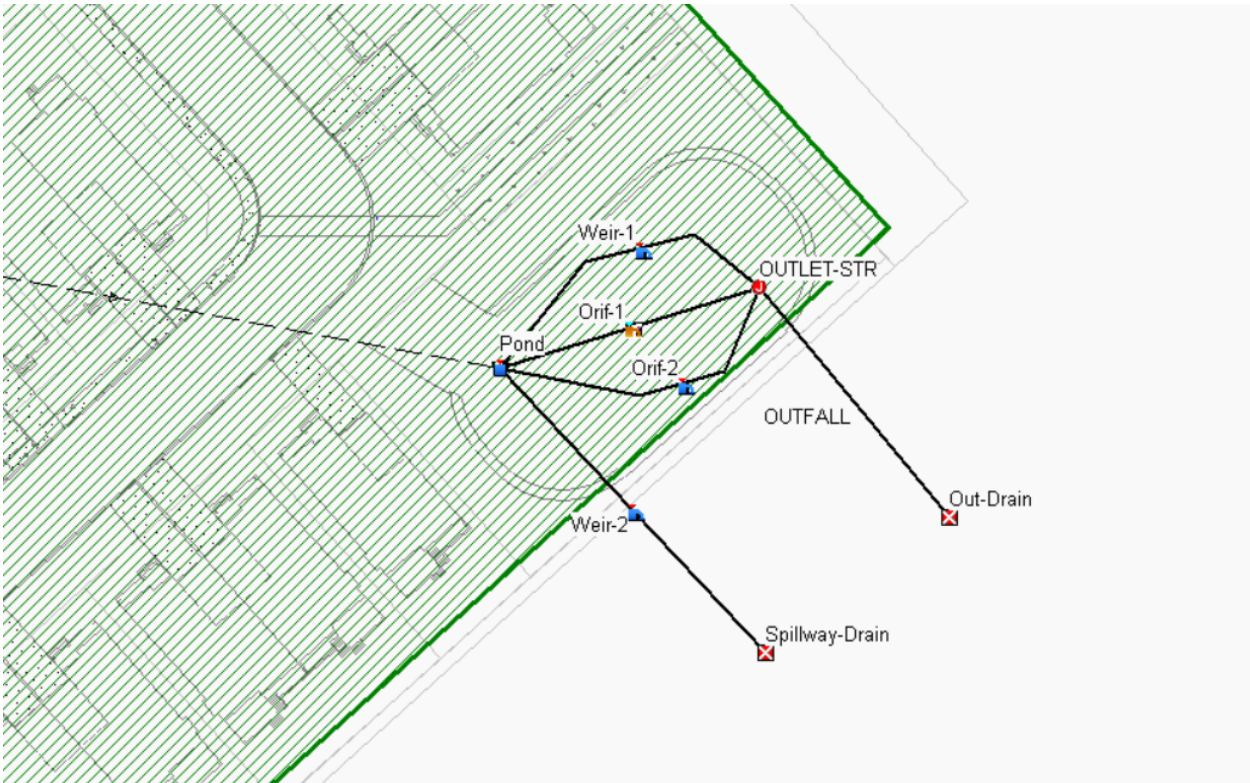 Weir-1
OUTLET-STR
Orif-1
Pond
Orif-2
OUTFALL
Out-Drain
Weir-2
Spillway-Drain